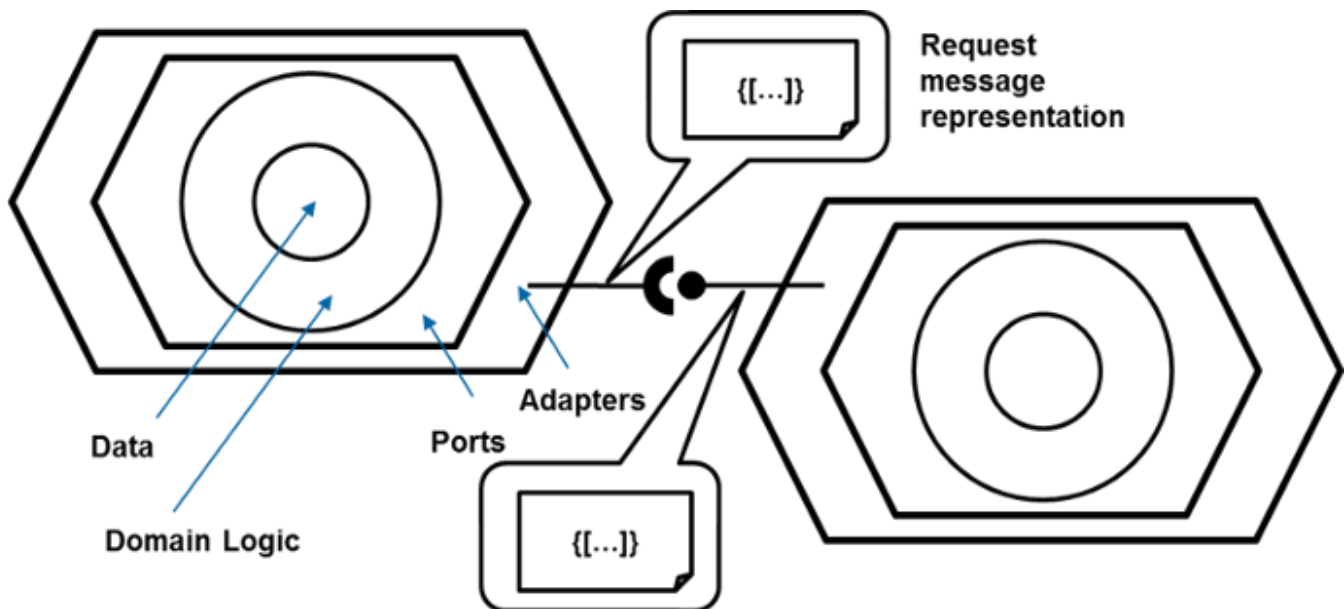 {[...]}
Request
message
representation
Adapters
Data
Ports
Domain Logic
{[...]}